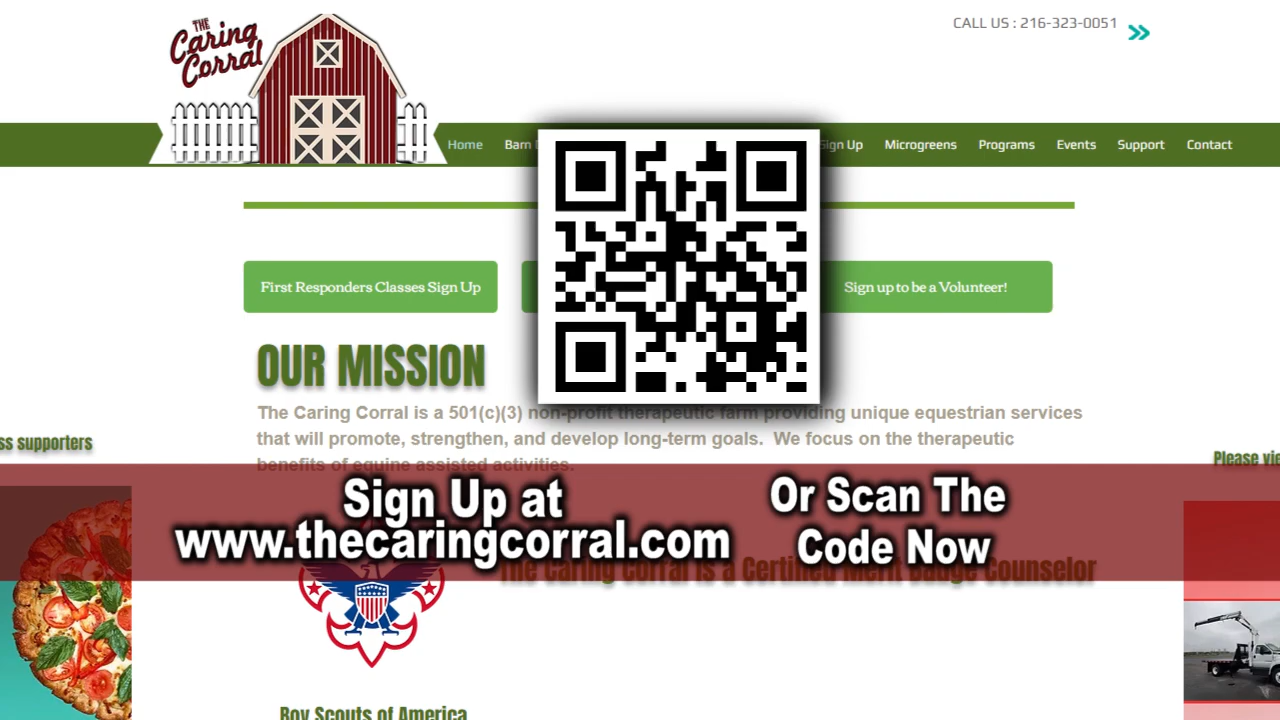 THE
Caring
Corral
CALL US : 216-323-0051
Home Barn Sign Up Microgreens Programs Events Support Contact
First Responders Classes Sign Up Sign up to be a Volunteer!
OUR MISSION
The Caring Corral is a 501(c)(3) non-profit therapeutic farm providing unique equestrian services
that will promote, strengthen, and develop long-term goals. We focus on the therapeutic
benefits of equine assisted activities.
supporters
Please
Sign Up at
www.thecaringcorral.com
Or Scan The
Code Now
The Caring Corral is a Certified Merit Badge Counselor
Boy Scouts of America